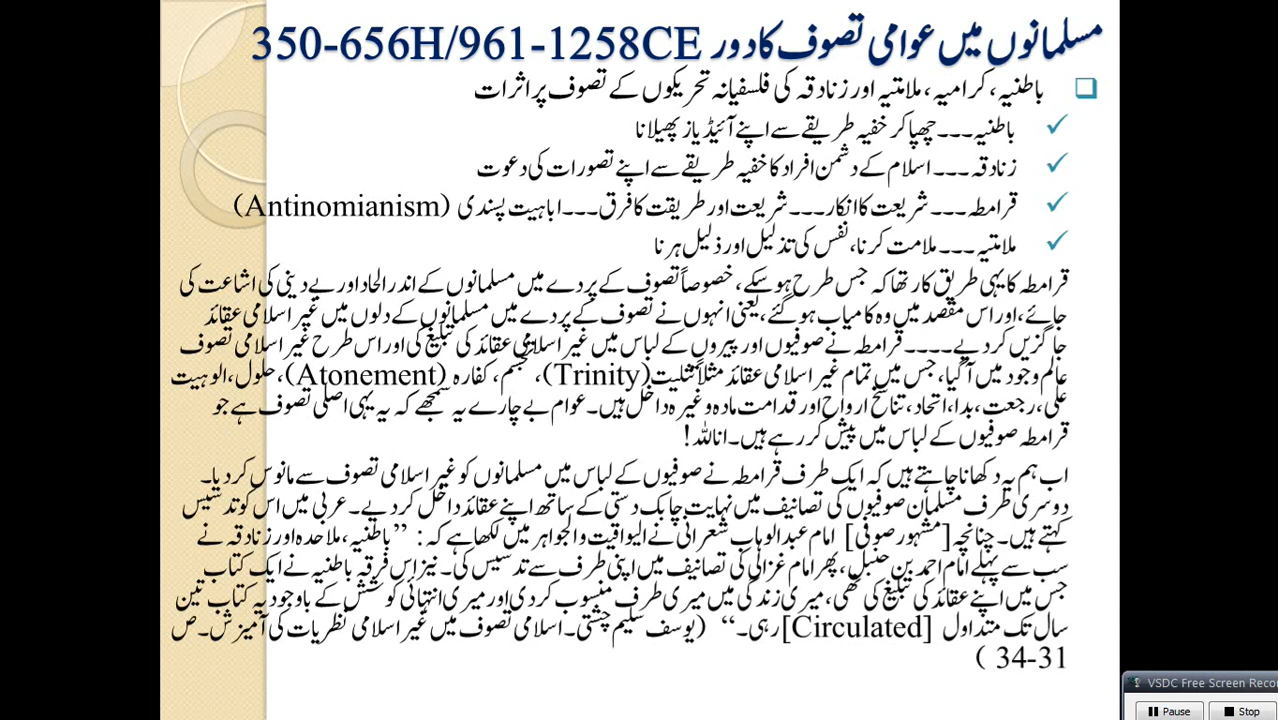 مسلمانوں میں عوامی تصوف کا دور 350-656H/961-1258CE
باطنیہ، کرامیہ، ملامتیہ اور زنادقہ کی فلسفیانہ تحریکوں کے تصوف پر اثرات
باطنیہ۔۔۔چھپا کر خفیہ طریقے سے اپنے آئیڈیاز پھیلانا
زنادقہ۔۔۔اسلام کے دشمن افراد کا خفیہ طریقے سے اپنے تصورات کی دعوت
قرامطہ۔۔۔شریعت کا انکار۔۔۔شریعت اور طریقت کا فرق۔۔۔اباہیت پسندی (Antinomianism)
ملامتیہ۔۔۔ملامت کرنا، نفس کی تذلیل اور ذلیل ہرنا
قرامطہ کا یہی طریق کار تھا کہ جس طرح ہو سکے، خصوصاً تصوف کے پردے میں مسلمانوں کے اندر الحاد اور بے دینی کی اشاعت کی
جائے، اور اس مقصد میں وہ کامیاب ہو گئے، یعنی انہوں نے تصوف کے پردے میں مسلمانوں کے دلوں میں غیر اسلامی عقائد
جاگزیں کر دیے۔۔۔۔قرامطہ نے صوفیوں اور پیروں کے لباس میں غیر اسلامی عقائد کی تبلیغ کی اور اس طرح غیر اسلامی تصوف
عالم وجود میں آگیا، جس میں تمام غیر اسلامی عقائد مثلاً تثلیت (Trinity)، تجسم، کفارہ (Atonement)، حلول، الوہیت
علی، رجعت، بدا، اتحاد، تناسخ ارواح اور قدامت مادہ وغیرہ داخل ہیں۔ عوام بے چارے یہ سمجھے کہ یہ یہی اصلی تصوف ہے جو
قرامطہ صوفیوں کے لباس میں پیش کر رہے ہیں۔ اناللہ!
اب ہم یہ دکھانا چاہتے ہیں کہ ایک طرف قرامطہ نے صوفیوں کے لباس میں مسلمانوں کو غیر اسلامی تصوف سے مانوس کر دیا۔
دوسری طرف مسلمان صوفیوں کی تصانیف میں نہایت چابک دستی کے ساتھ اپنے عقائد داخل کر دیے۔ عربی میں اس کو تدسیس
کہتے ہیں۔ چنانچہ [مشہور صوفی] امام عبدالوہاب شعرانی نے الیواقیت والجواہر میں لکھا ہے کہ: ’’باطنیہ، ملاحدہ اور زنادقہ نے
سب سے پہلے امام احمد بن حنبل، پھر امام غزالی کی تصانیف میں اپنی طرف سے تدسیس کی۔ نیز اس فرقہ باطنیہ نے ایک کتاب
جس میں اپنے عقائد کی تبلیغ کی تھی، میری زندگی میں میری طرف منسوب کر دی اور میری انتہائی کوشش کے باوجود یہ کتاب تین
سال تک متداول [Circulated] رہی۔‘‘ (یوسف سلیم چشتی۔ اسلامی تصوف میں غیر اسلامی نظریات کی آمیزش۔ ص
34-31 )
VSDC Free Screen Reco
Pause Stop